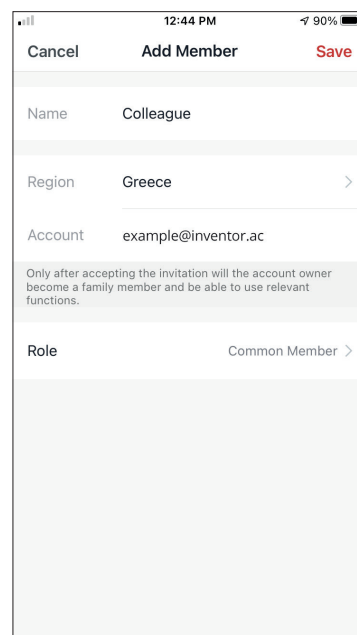 12:44 PM 90%
Cancel Add Member Save
Name Colleague
Region Greece
Account example@inventor.ac
Only after accepting the invitation will the account owner
become a family member and be able to use relevant
functions.
Role Common Member